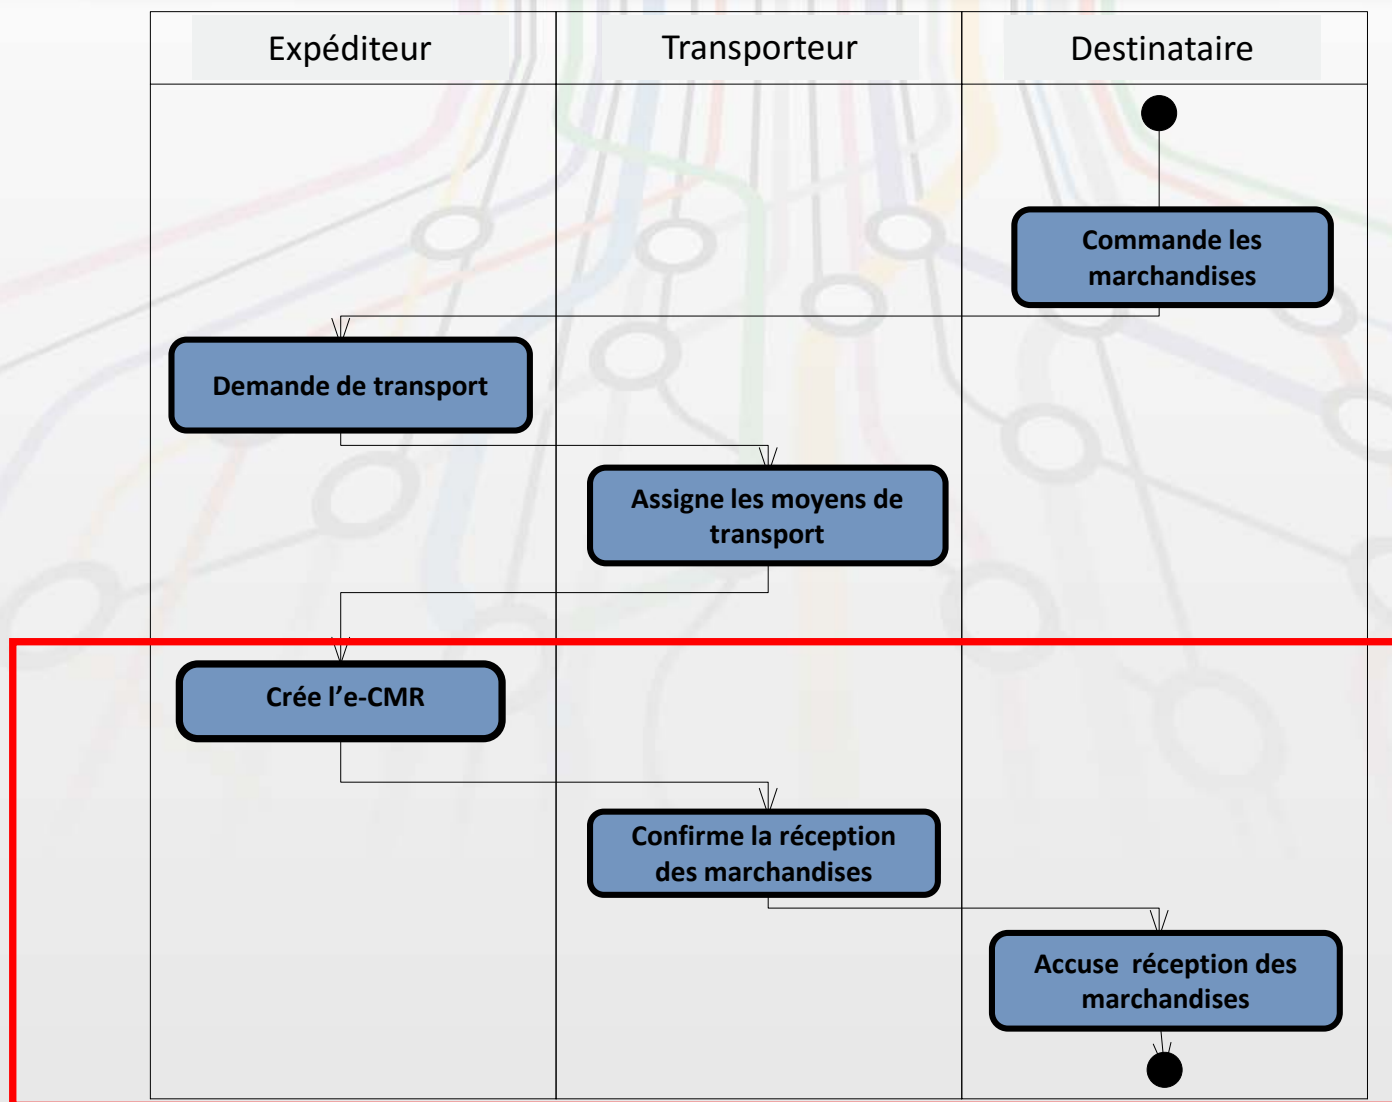 Expéditeur
Transporteur
Destinataire
Commande les
marchandises
Demande de transport
Assigne les moyens de
transport
Crée l’e-CMR
Confirme la réception
des marchandises
Accuse  réception des
marchandises